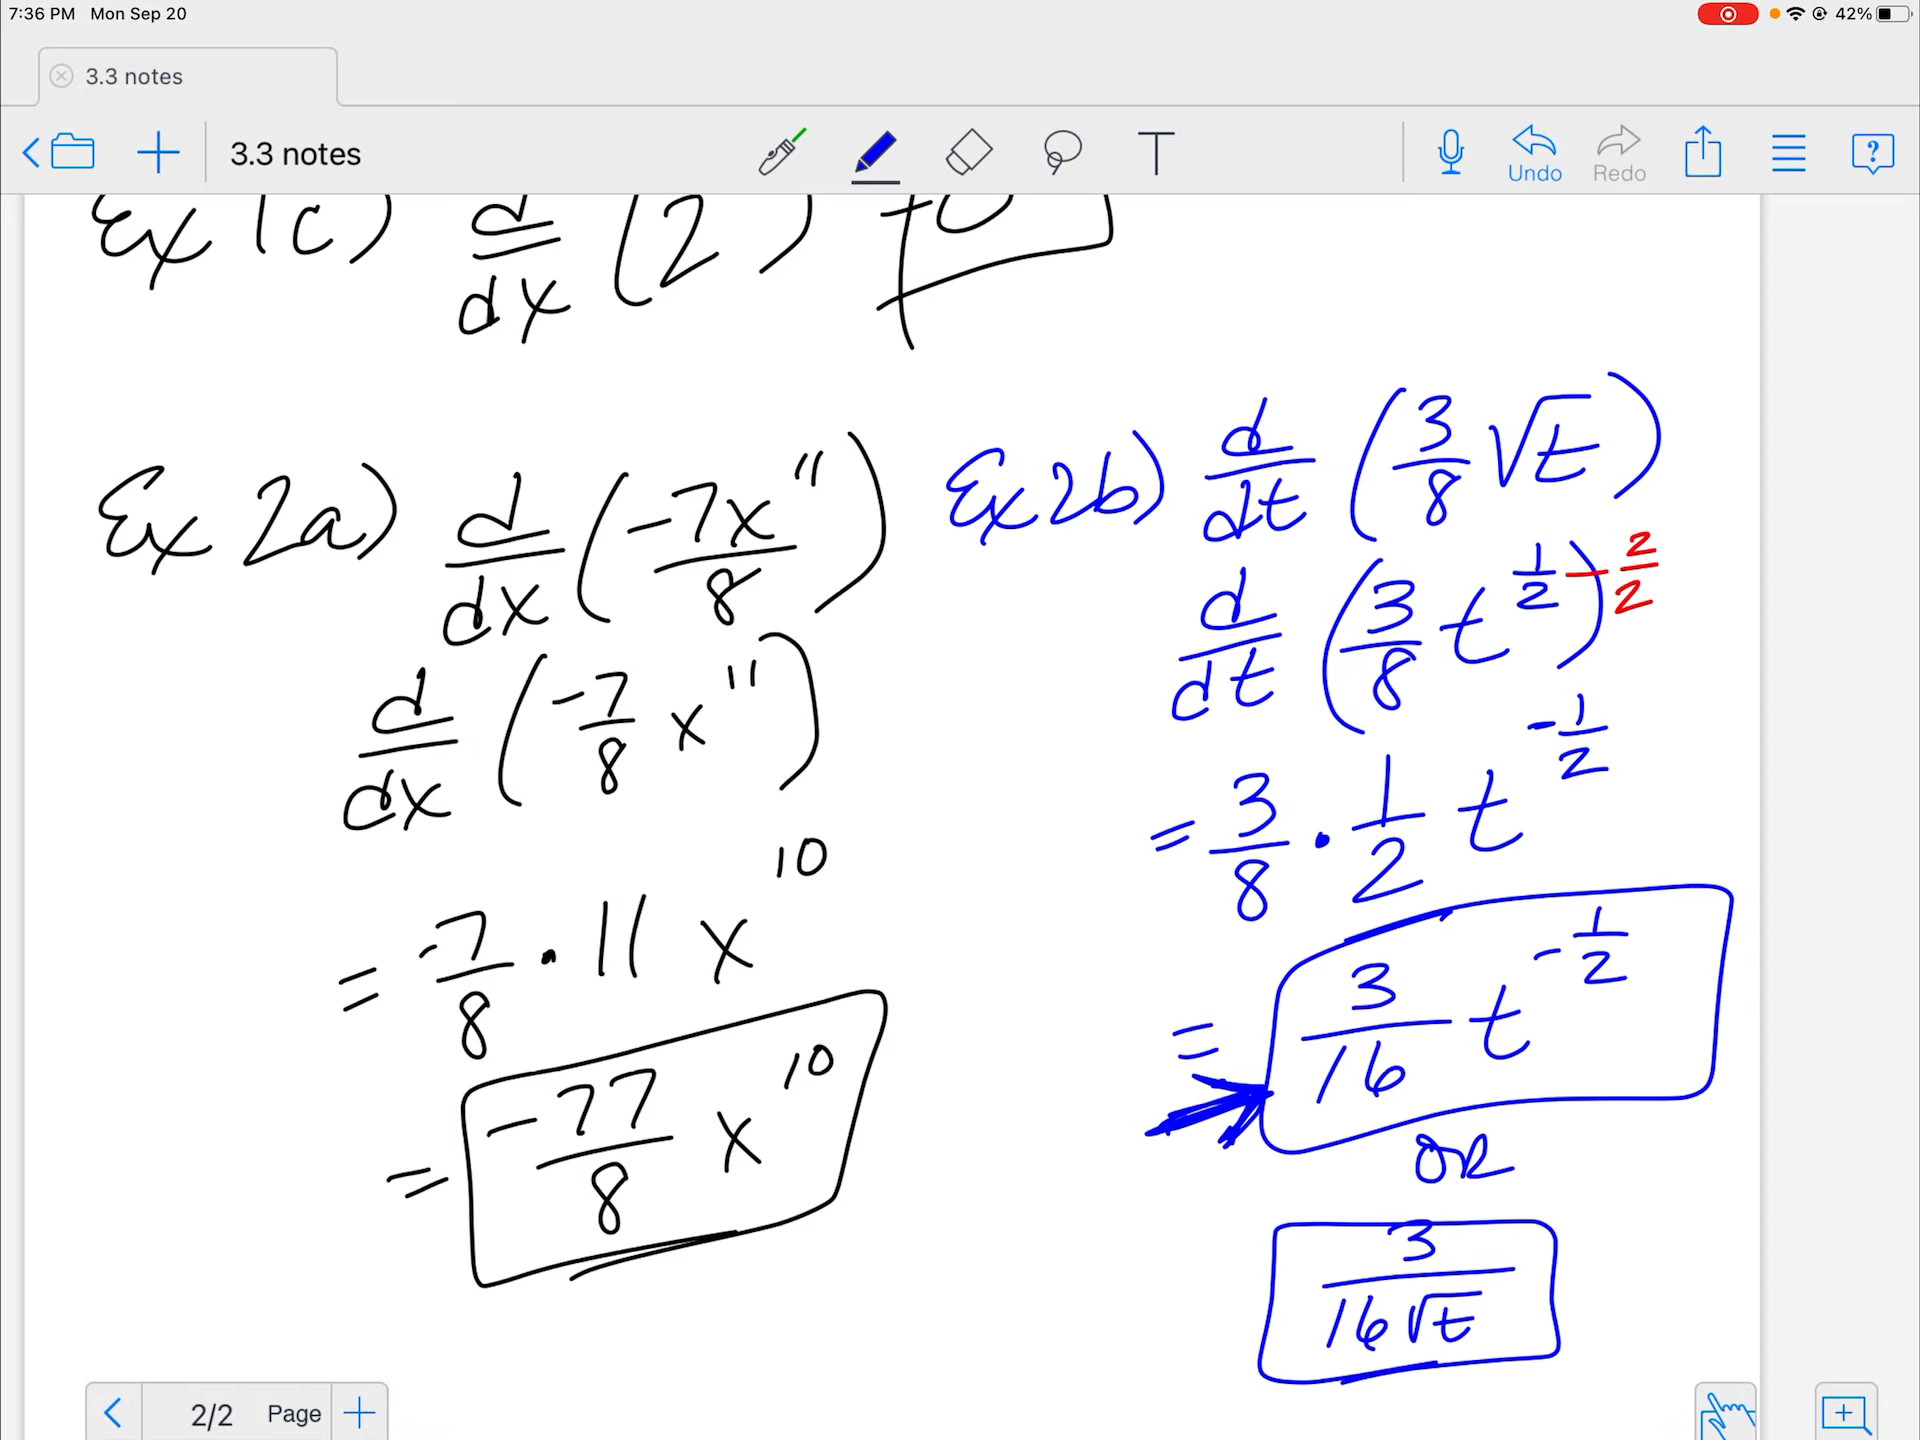 7:36 PM Mon Sep 20
42%
3.3 notes
3.3 notes
Undo
Redo
Ex 1c) d/dx (2)
Ex 2a) d/dx (-7x^11/8)
d/dx (-7/8 x^11)
= -7/8 · 11 x^10
= -77/8 x^10
Ex 2b) d/dt (3/8 √t)
d/dt (3/8 t^1/2) - 2/2
= 3/8 · 1/2 t^-1/2
= 3/16 t^-1/2
OR
3/16√t
2/2 Page